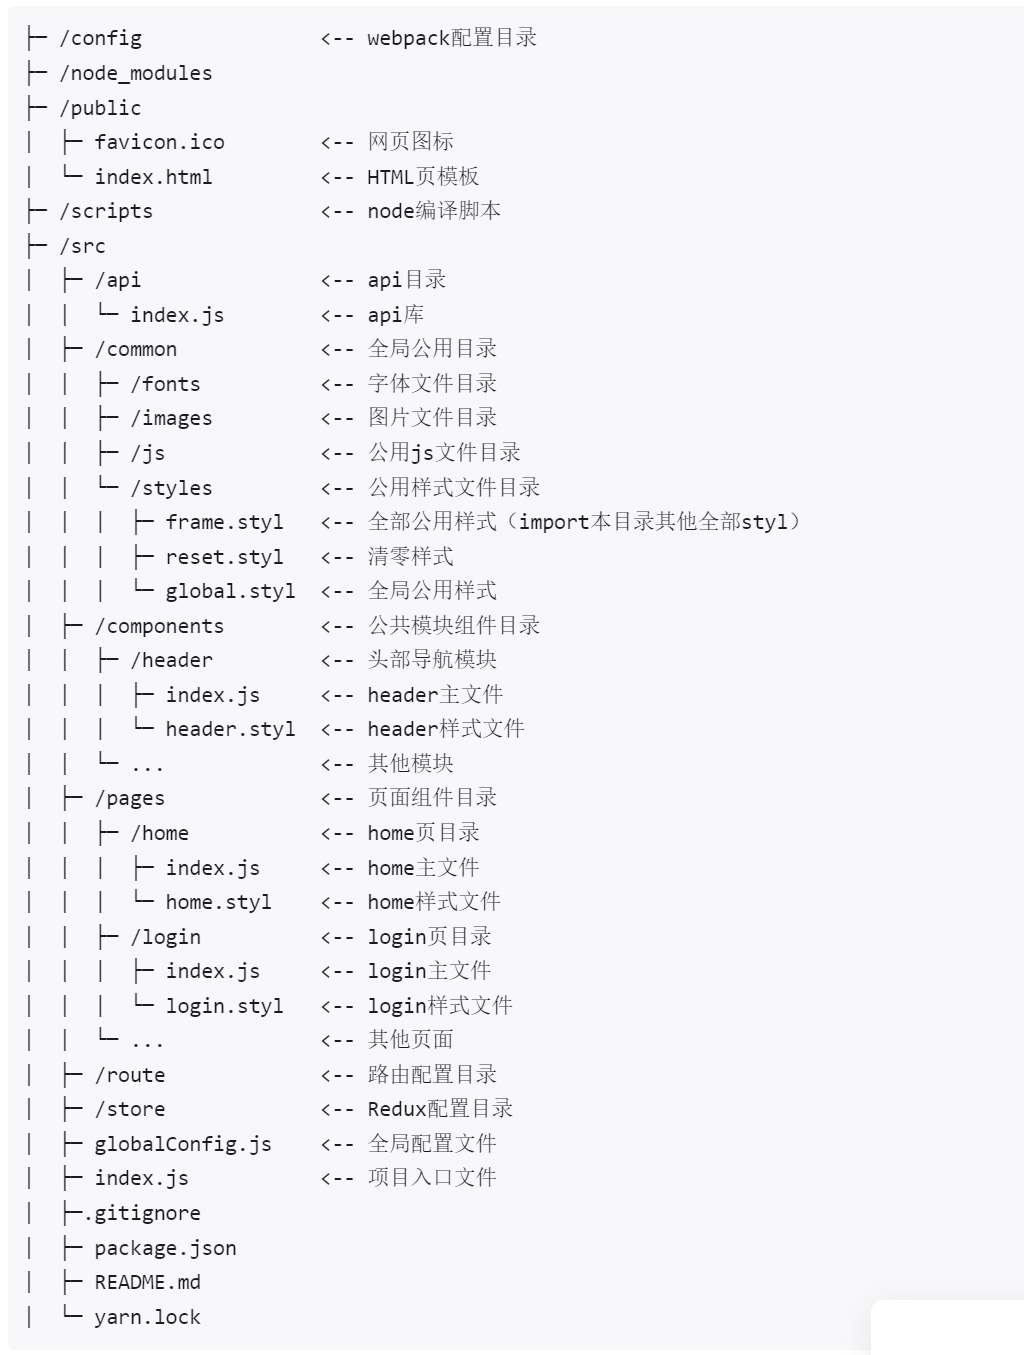 ├─ /config               <-- webpack配置目录
├─ /node_modules
├─ /public
│  ├─ favicon.ico        <-- 网页图标
│  └─ index.html         <-- HTML页模板
├─ /scripts              <-- node编译脚本
├─ /src
│  ├─ /api               <-- api目录
│  │  └─ index.js        <-- api库
│  ├─ /common            <-- 全局公用目录
│  │  ├─ /fonts          <-- 字体文件目录
│  │  ├─ /images         <-- 图片文件目录
│  │  ├─ /js             <-- 公用js文件目录
│  │  └─ /styles         <-- 公用样式文件目录
│  │  │  ├─ frame.styl   <-- 全部公用样式（import本目录其他全部styl）
│  │  │  ├─ reset.styl   <-- 清零样式
│  │  │  └─ global.styl  <-- 全局公用样式
│  ├─ /components        <-- 公共模块组件目录
│  │  ├─ /header         <-- 头部导航模块
│  │  │  ├─ index.js     <-- header主文件
│  │  │  └─ header.styl  <-- header样式文件
│  │  └─ ...             <-- 其他模块
│  ├─ /pages             <-- 页面组件目录
│  │  ├─ /home           <-- home页目录
│  │  │  ├─ index.js     <-- home主文件
│  │  │  └─ home.styl    <-- home样式文件
│  │  ├─ /login          <-- login页目录
│  │  │  ├─ index.js     <-- login主文件
│  │  │  └─ login.styl   <-- login样式文件
│  │  └─ ...             <-- 其他页面
│  ├─ /route             <-- 路由配置目录
│  ├─ /store             <-- Redux配置目录
│  ├─ globalConfig.js    <-- 全局配置文件
│  ├─ index.js           <-- 项目入口文件
│  ├─.gitignore
│  ├─ package.json
│  ├─ README.md
│  └─ yarn.lock